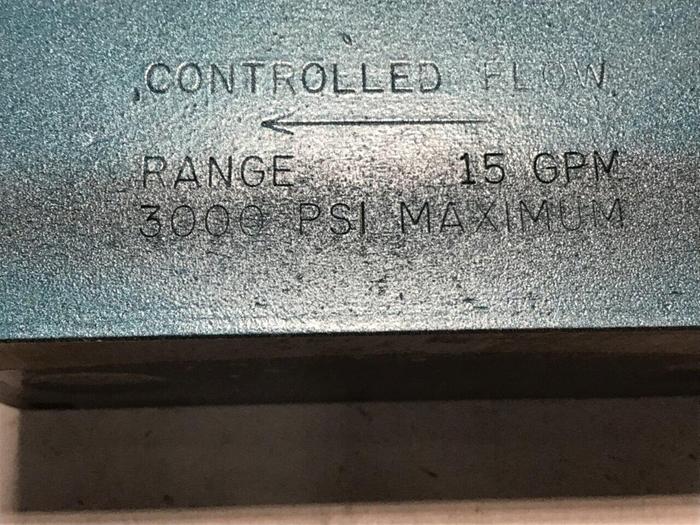 CONTROLLED FLOW
RANGE 15 GPM
3000 PSI MAXIMUM